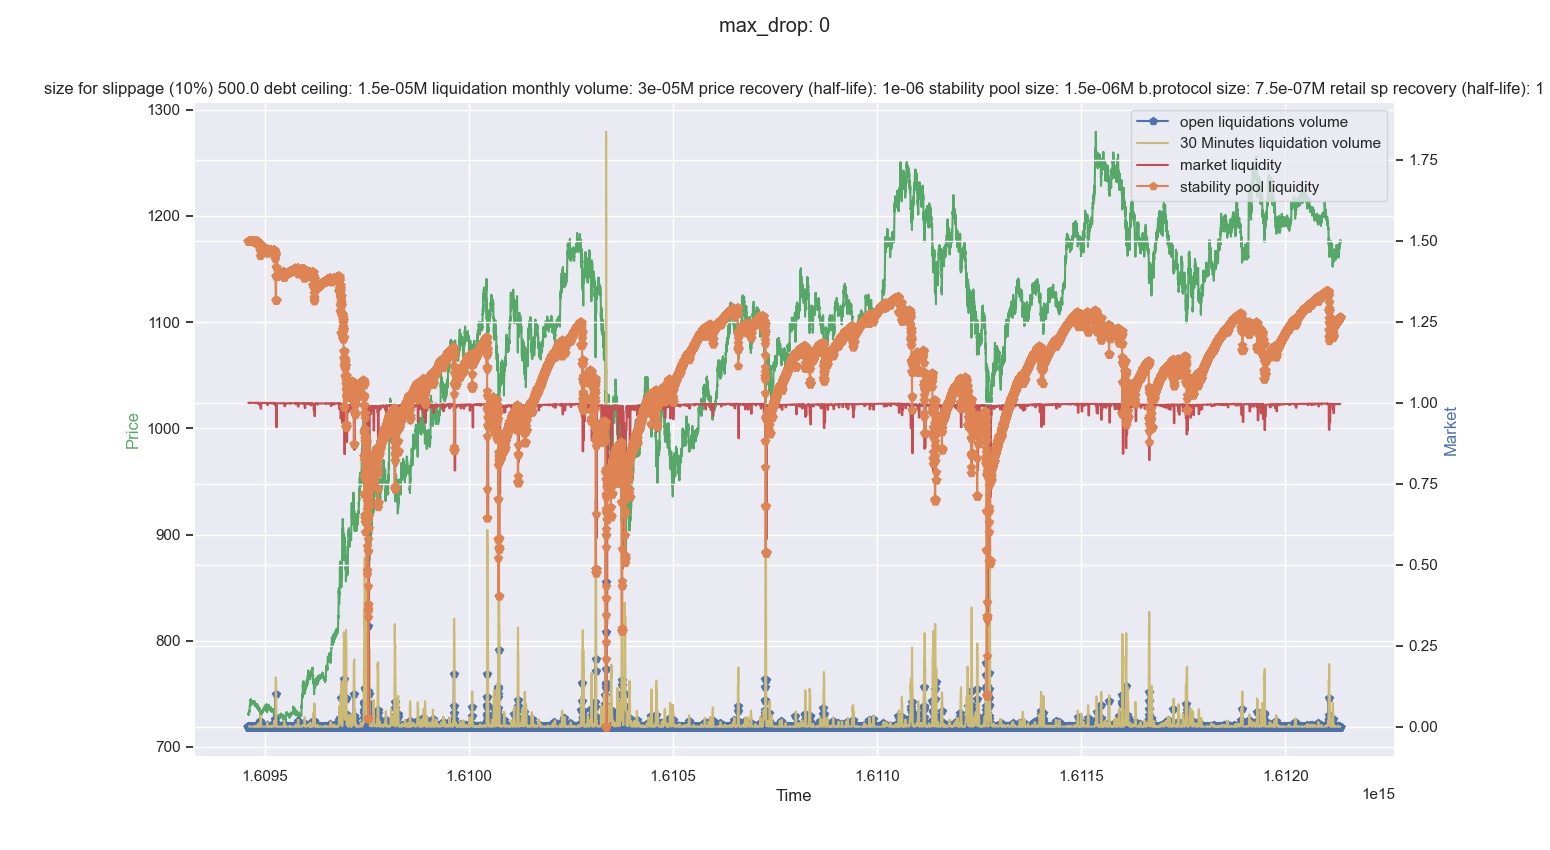 max_drop: 0
size for slippage (10%) 500.0 debt ceiling: 1.5e-05M liquidation monthly volume: 3e-05M price recovery (half-life): 1e-06 stability pool size: 1.5e-06M b.protocol size: 7.5e-07M retail sp recovery (half-life): 1
open liquidations volume
30 Minutes liquidation volume
market liquidity
stability pool liquidity
1300
1200
1100
1000
900
800
700
Price
1.75
1.50
1.25
1.00
0.75
0.50
0.25
0.00
Market
1.6095
1.6100
1.6105
1.6110
1.6115
1.6120
1e15
Time